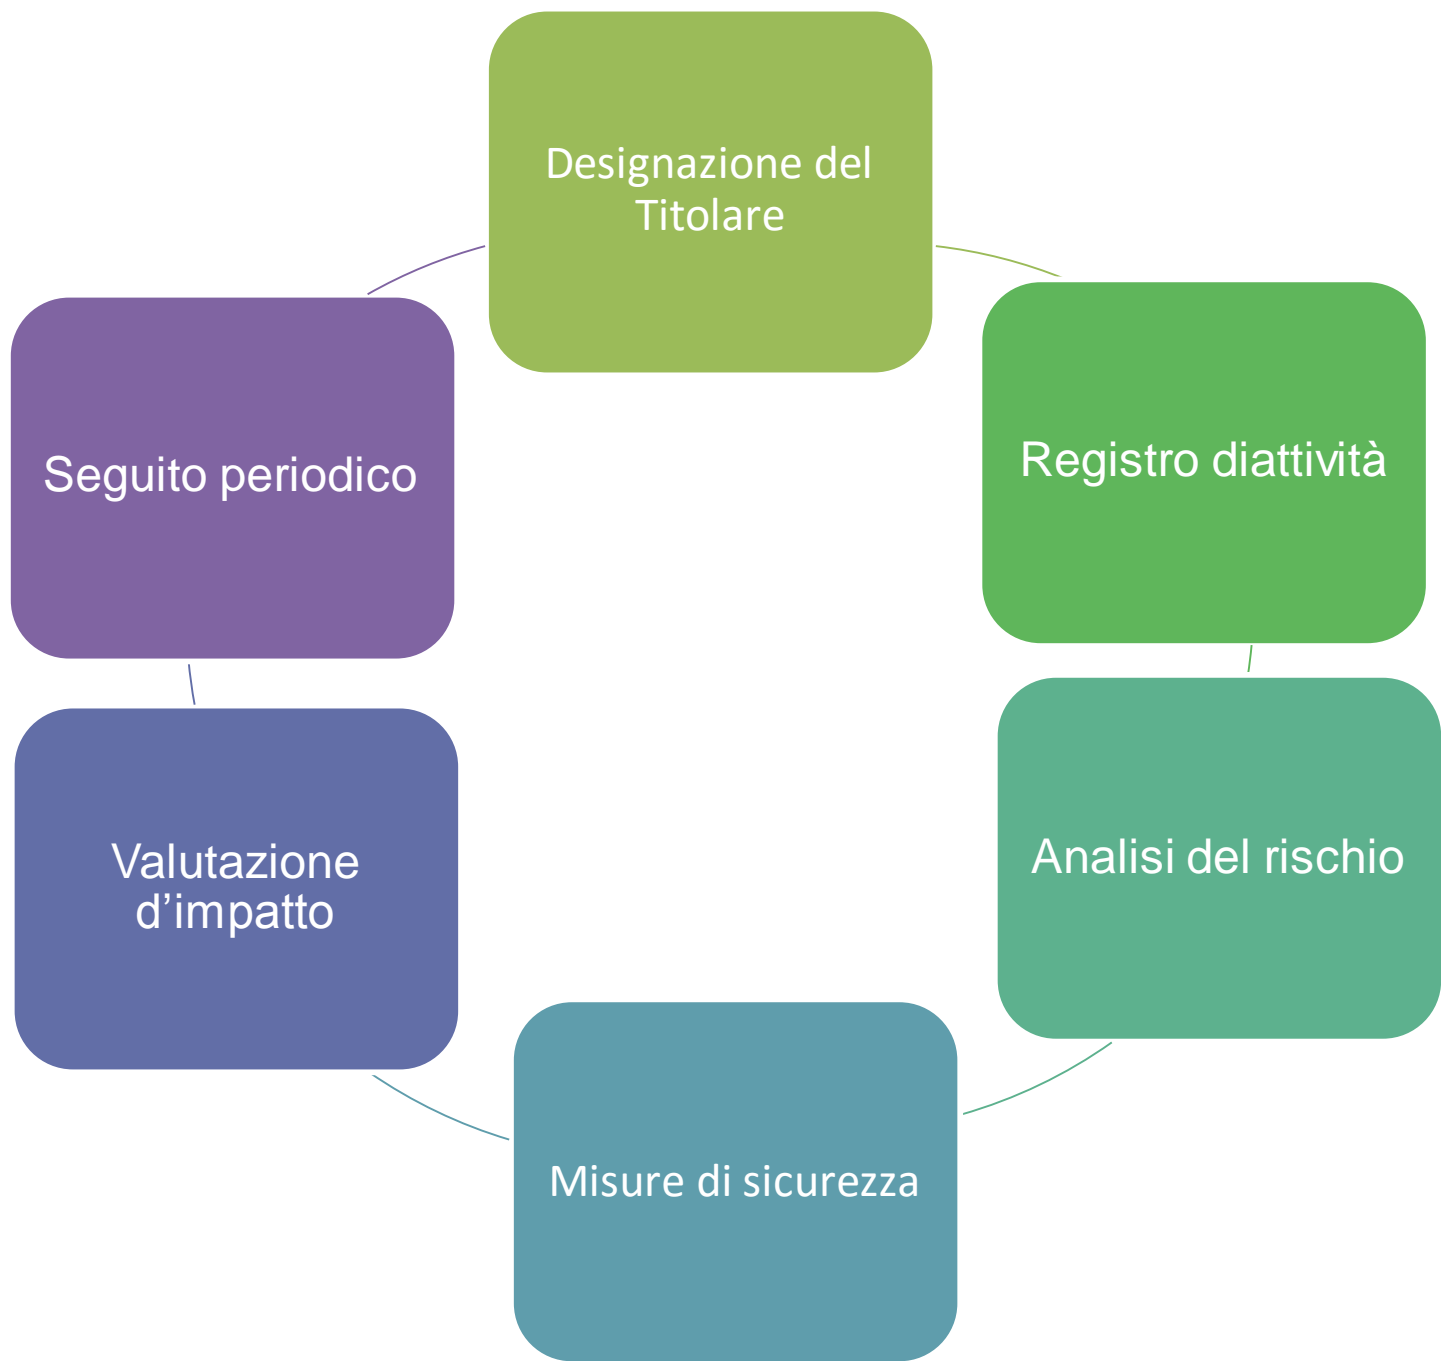 Designazione del
Titolare
Registro diattività
Analisi del rischio
Misure di sicurezza
Valutazione
d’impatto
Seguito periodico